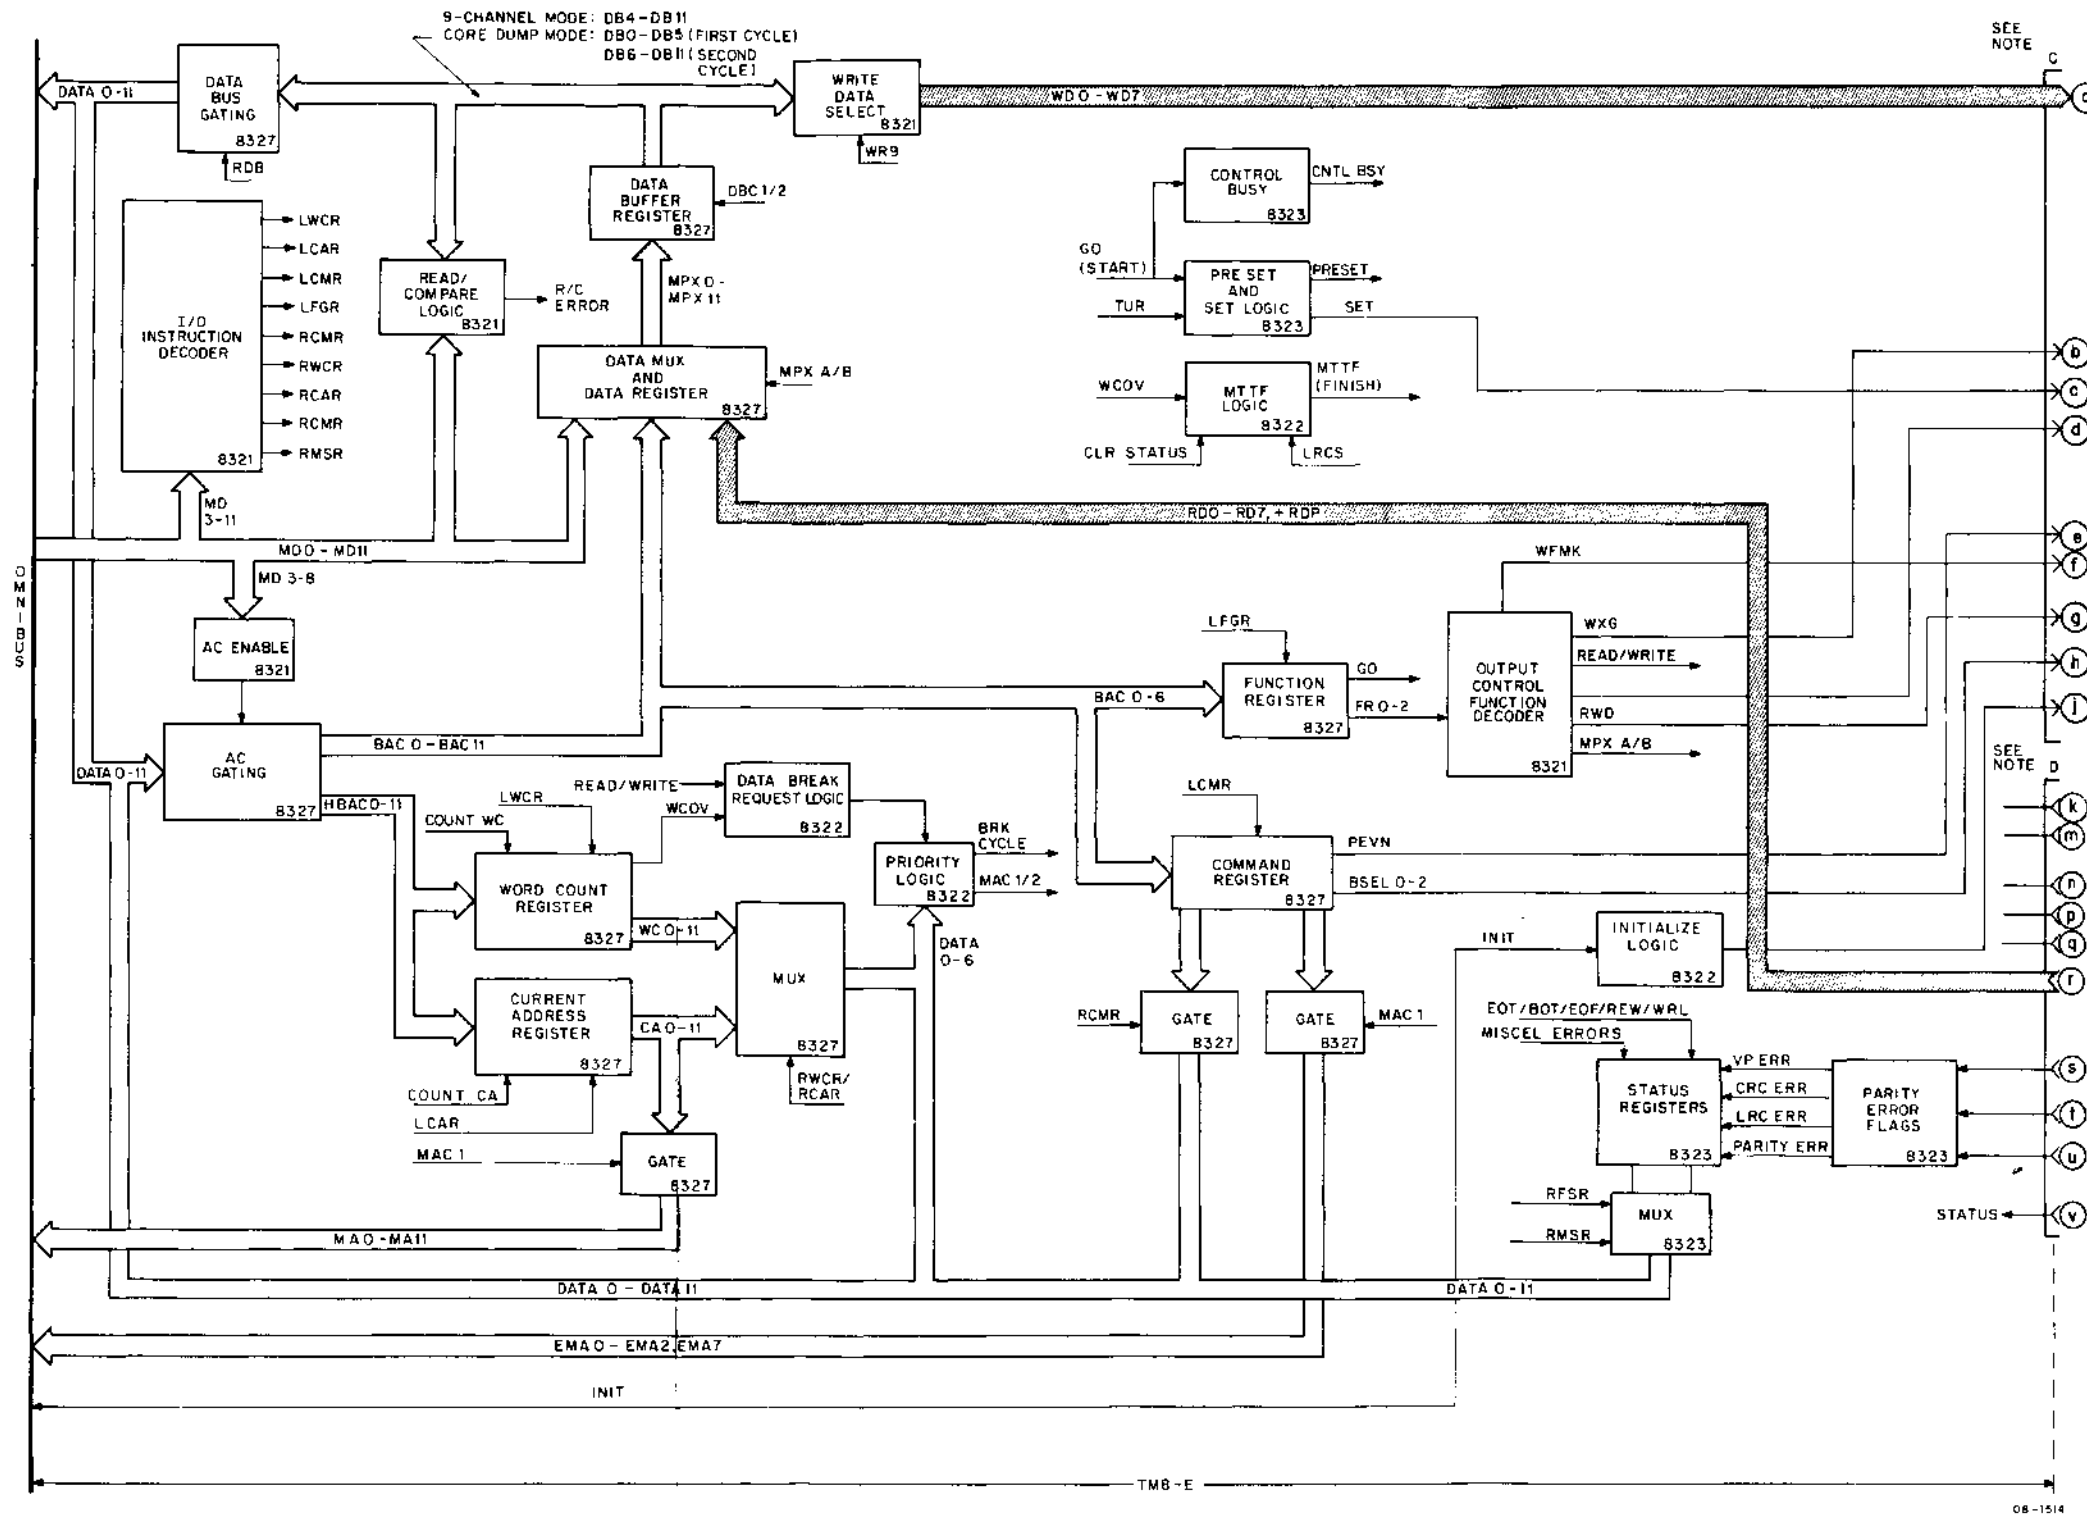 9-CHANNEL MODE: DB4-DB11
CORE DUMP MODE: DB0-DB5 (FIRST CYCLE)
DB6-DB11 (SECOND
CYCLE)
SEE
NOTE
C
DATA 0-11
DATA
BUS
GATING
8327
RDB
WRITE
DATA
SELECT
8321
WR9
WD0-WD7
DATA
BUFFER
REGISTER
8327
DBC 1/2
CONTROL
BUSY
8323
CNTL BSY
I/O
INSTRUCTION
DECODER
8321
LWCR
LCAR
LCMR
LFGR
RCMR
RWCR
RCAR
RCMR
RMSR
READ/
COMPARE
LOGIC
8321
R/C
ERROR
MPX 0-
MPX 11
GO
(START)
TUR
PRESET
AND
SET LOGIC
8323
PRESET
SET
DATA MUX
AND
DATA REGISTER
8327
MPX A/B
WCOV
MTTF
LOGIC
8322
MTTF
(FINISH)
CLR STATUS
LRCS
b
c
d
MD
3-11
RD0-RD7,+RDP
MD0-MD11
MD 3-8
OMNIBUS
WFMK
e
f
g
h
j
AC ENABLE
8321
LFGR
FUNCTION
REGISTER
8327
GO
FR0-2
BAC 0-6
OUTPUT
CONTROL
FUNCTION
DECODER
8321
WXG
READ/WRITE
RWD
MPX A/B
AC
GATING
8327
DATA 0-11
BAC 0-BAC 11
HBAC0-11
SEE
NOTE
D
READ/WRITE
WCOV
DATA BREAK
REQUEST LOGIC
8322
COUNT WC
LWCR
LCMR
BRK
CYCLE
MAC 1/2
PRIORITY
LOGIC
8322
COMMAND
REGISTER
8327
PEVN
BSEL 0-2
k
m
n
p
q
r
WORD COUNT
REGISTER
8327
WC0-11
MUX
8327
DATA
0-6
INIT
INITIALIZE
LOGIC
8322
CURRENT
ADDRESS
REGISTER
8327
CA 0-11
COUNT CA
LCAR
RWCR/
RCAR
RCMR
GATE
8327
GATE
8327
MAC 1
EOT/BOT/EOF/REW/WRL
MISCEL ERRORS
STATUS
REGISTERS
8323
VP ERR
CRC ERR
LRC ERR
PARITY ERR
PARITY
ERROR
FLAGS
8323
s
t
u
MAC 1
GATE
8327
RFSR
RMSR
MUX
8323
STATUS
v
MA0-MA11
DATA 0-DATA 11
DATA 0-11
EMA0-EMA2,EMA7
INIT
TM8-E
08-1514